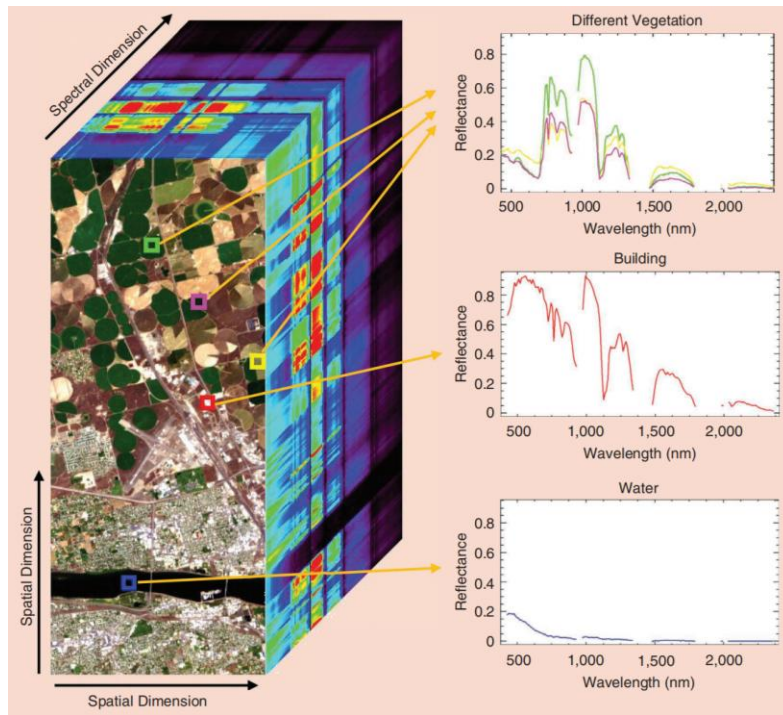 Spectral Dimension
Spatial Dimension
Spatial Dimension
Different Vegetation
Reflectance
0.8
0.6
0.4
0.2
0
500 1,000 1,500 2,000
Wavelength (nm)
Building
Reflectance
0.8
0.6
0.4
0.2
0
500 1,000 1,500 2,000
Wavelength (nm)
Water
Reflectance
0.8
0.6
0.4
0.2
0
500 1,000 1,500 2,000
Wavelength (nm)